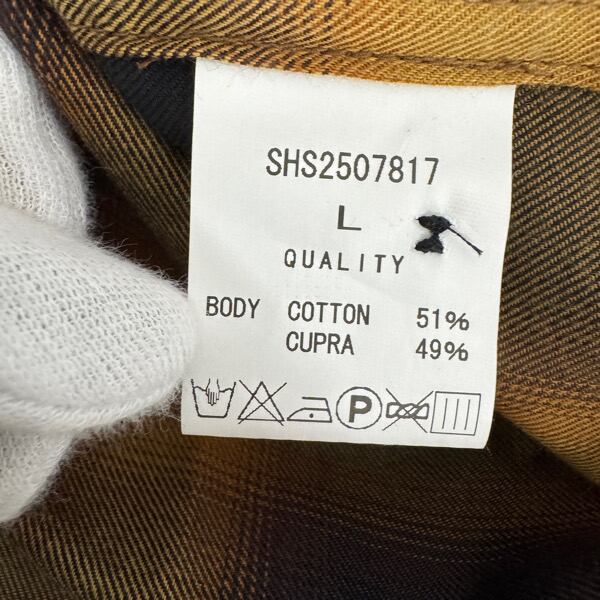 SHS2507817
L
QUALITY
BODY COTTON 51%
CUPRA 49%
P